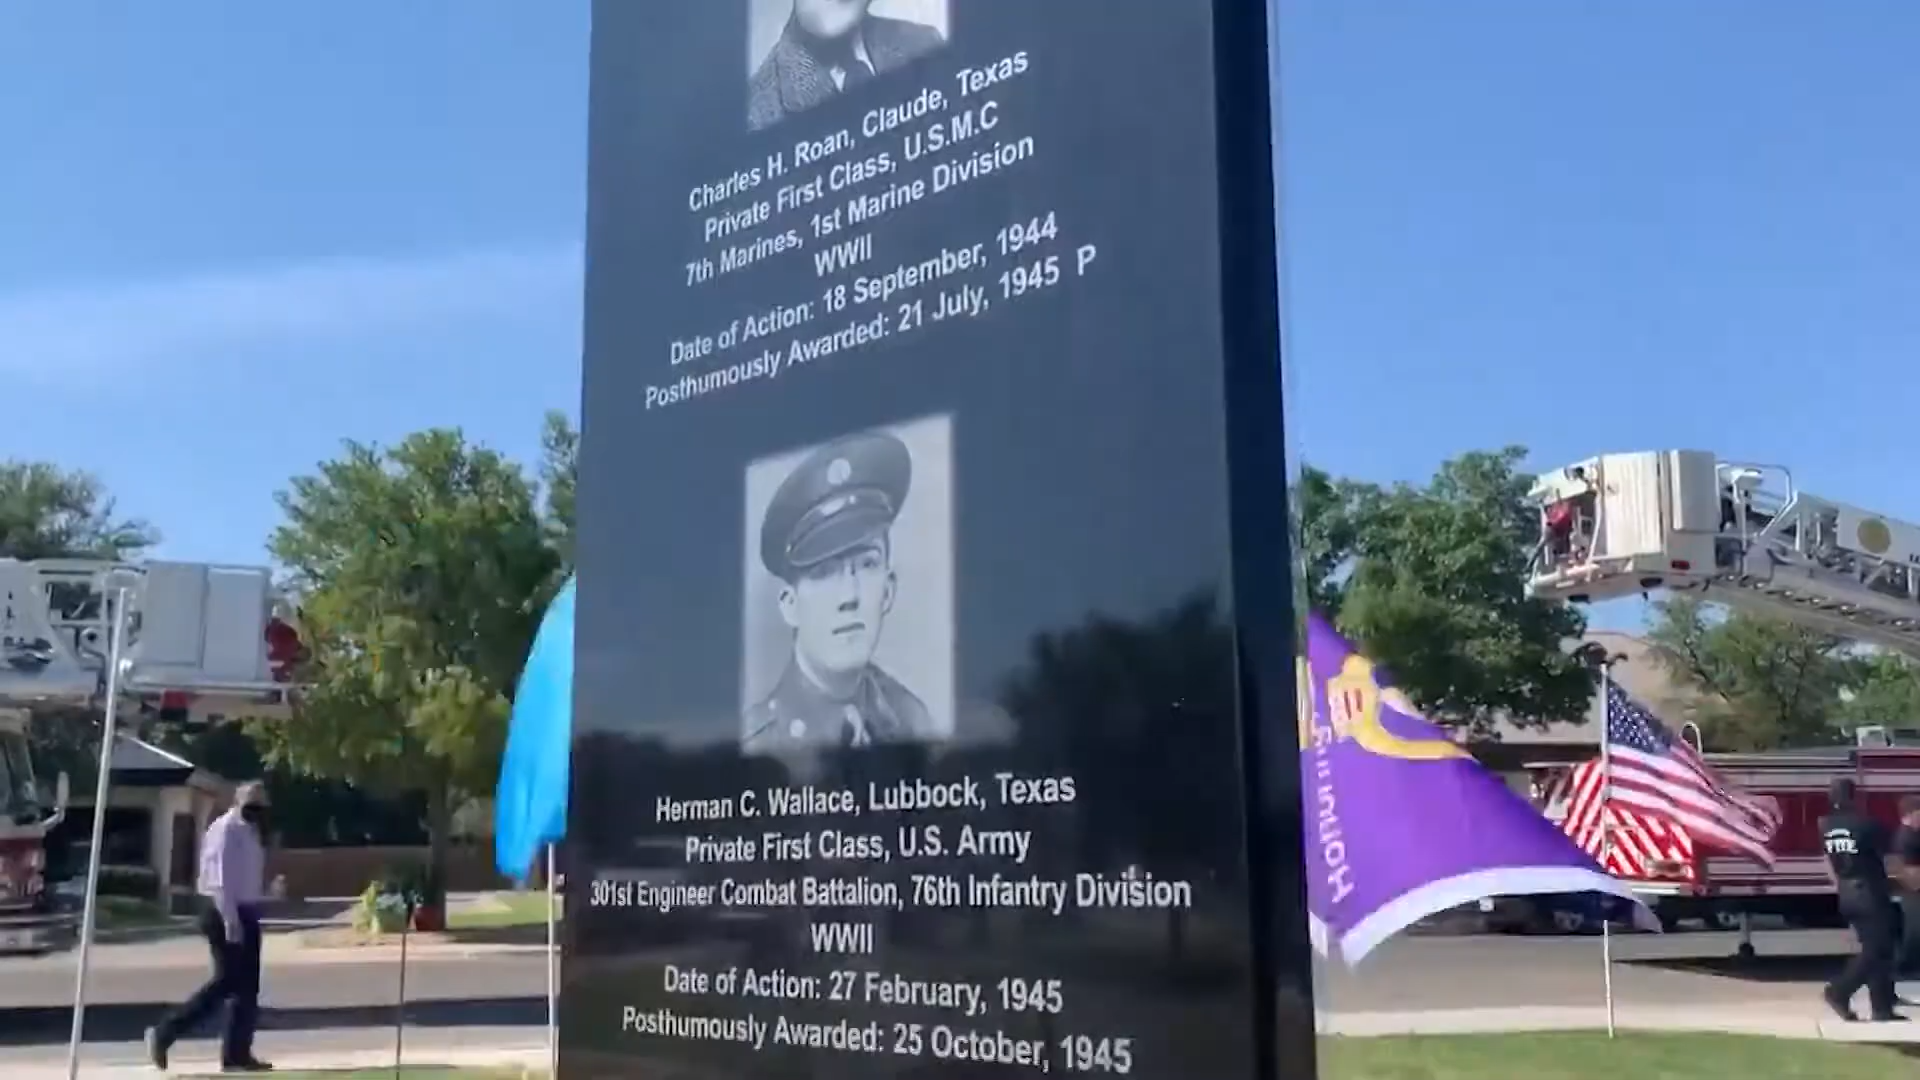 Charles H. Roan, Claude, Texas
Private First Class, U.S.M.C
7th Marines, 1st Marine Division
WWII
Date of Action: 18 September, 1944
Posthumously Awarded: 21 July, 1945 P
Herman C. Wallace, Lubbock, Texas
Private First Class, U.S. Army
301st Engineer Combat Battalion, 76th Infantry Division
WWII
Date of Action: 27 February, 1945
Posthumously Awarded: 25 October, 1945